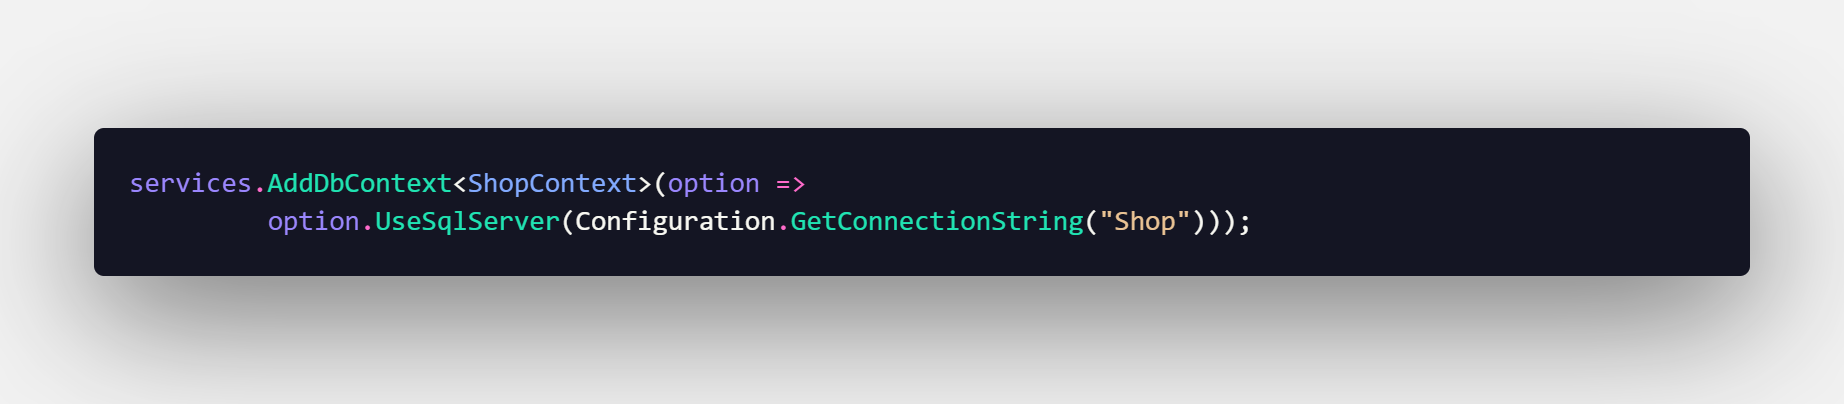 services.AddDbContext<ShopContext>(option =>
option.UseSqlServer(Configuration.GetConnectionString("Shop")));